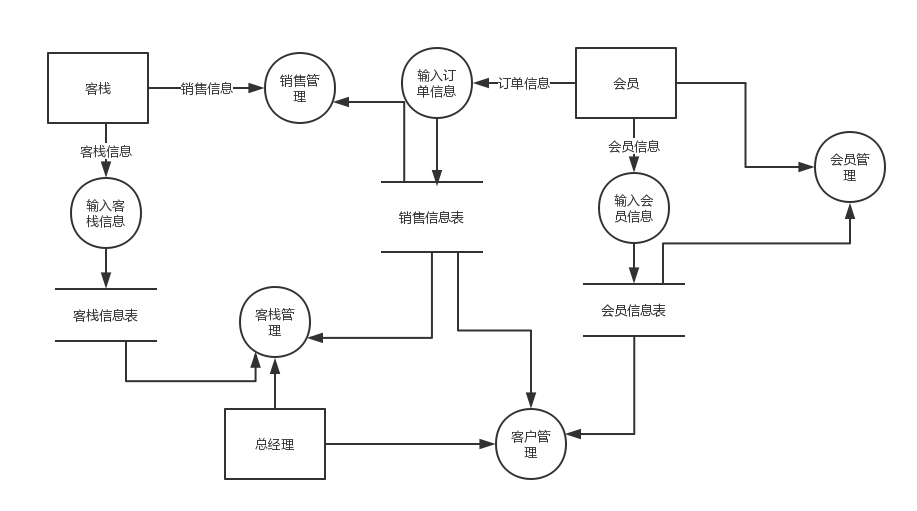 客栈
销售信息
销售管
理
输入订
单信息
订单信息
会员
客栈信息
会员信息
会员管
理
输入客
栈信息
输入会
员信息
销售信息表
客栈信息表
客栈管
理
会员信息表
总经理
客户管
理